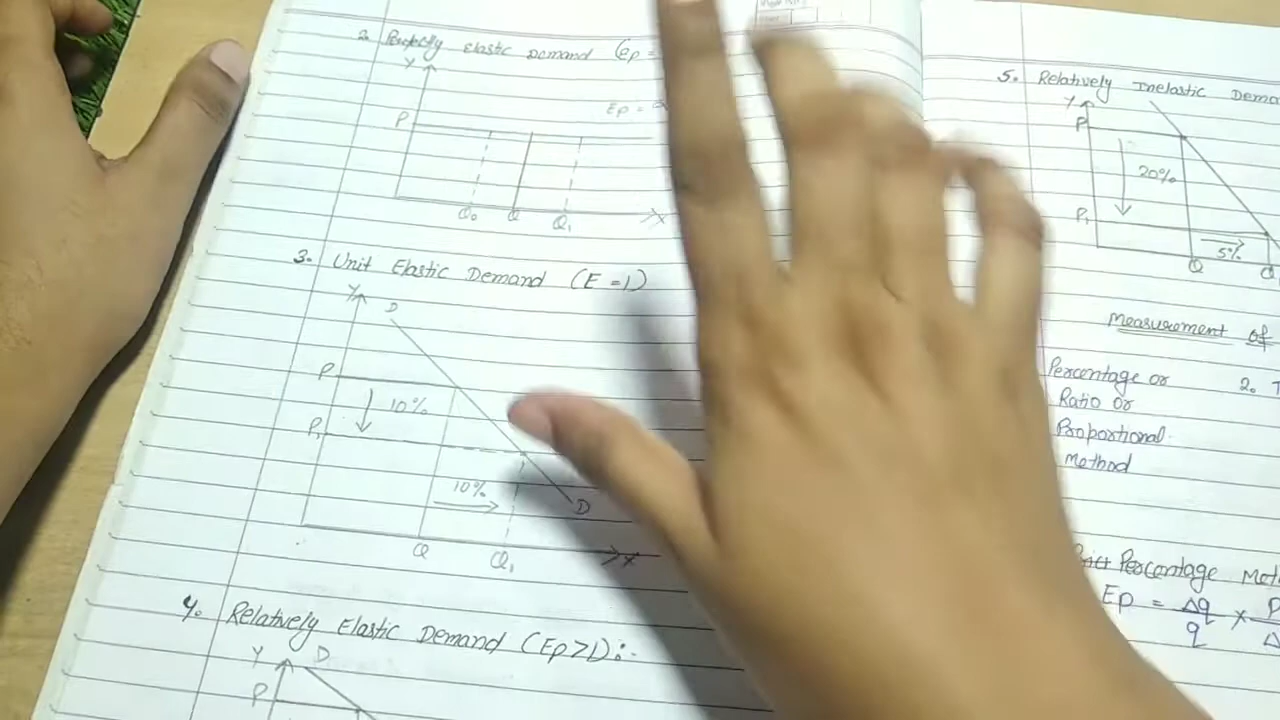 2. Perfectly Elastic Demand (ep =
Y
Ep =
P
Q₀ Q Q₁ X
3. Unit Elastic Demand (E = 1)
Y
D
P
10%
P₁
10%
D
Q Q₁ X
4. Relatively Elastic Demand (Ep>1):-
Y D
P
5. Relatively Inelastic Dema
Y
P
20%
P₁
5%
Q
Measurement of
Percentage or
Ratio or
Proportional
Method
2.
Percentage Met
Ep = Δq/q × P/Δ